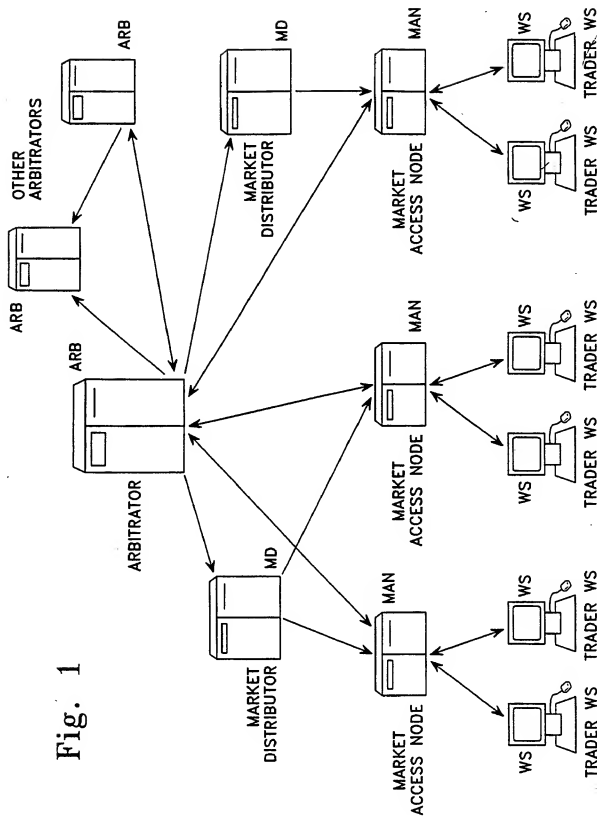 Fig. 1
OTHER
ARBITRATORS
ARB
ARB
ARB
ARBITRATOR
MD
MARKET
DISTRIBUTOR
MD
MARKET
DISTRIBUTOR
MAN
MARKET
ACCESS NODE
MAN
MARKET
ACCESS NODE
MAN
MARKET
ACCESS NODE
WS
TRADER WS
WS
TRADER WS
WS
TRADER WS
WS
TRADER WS
WS
TRADER WS
WS
TRADER WS